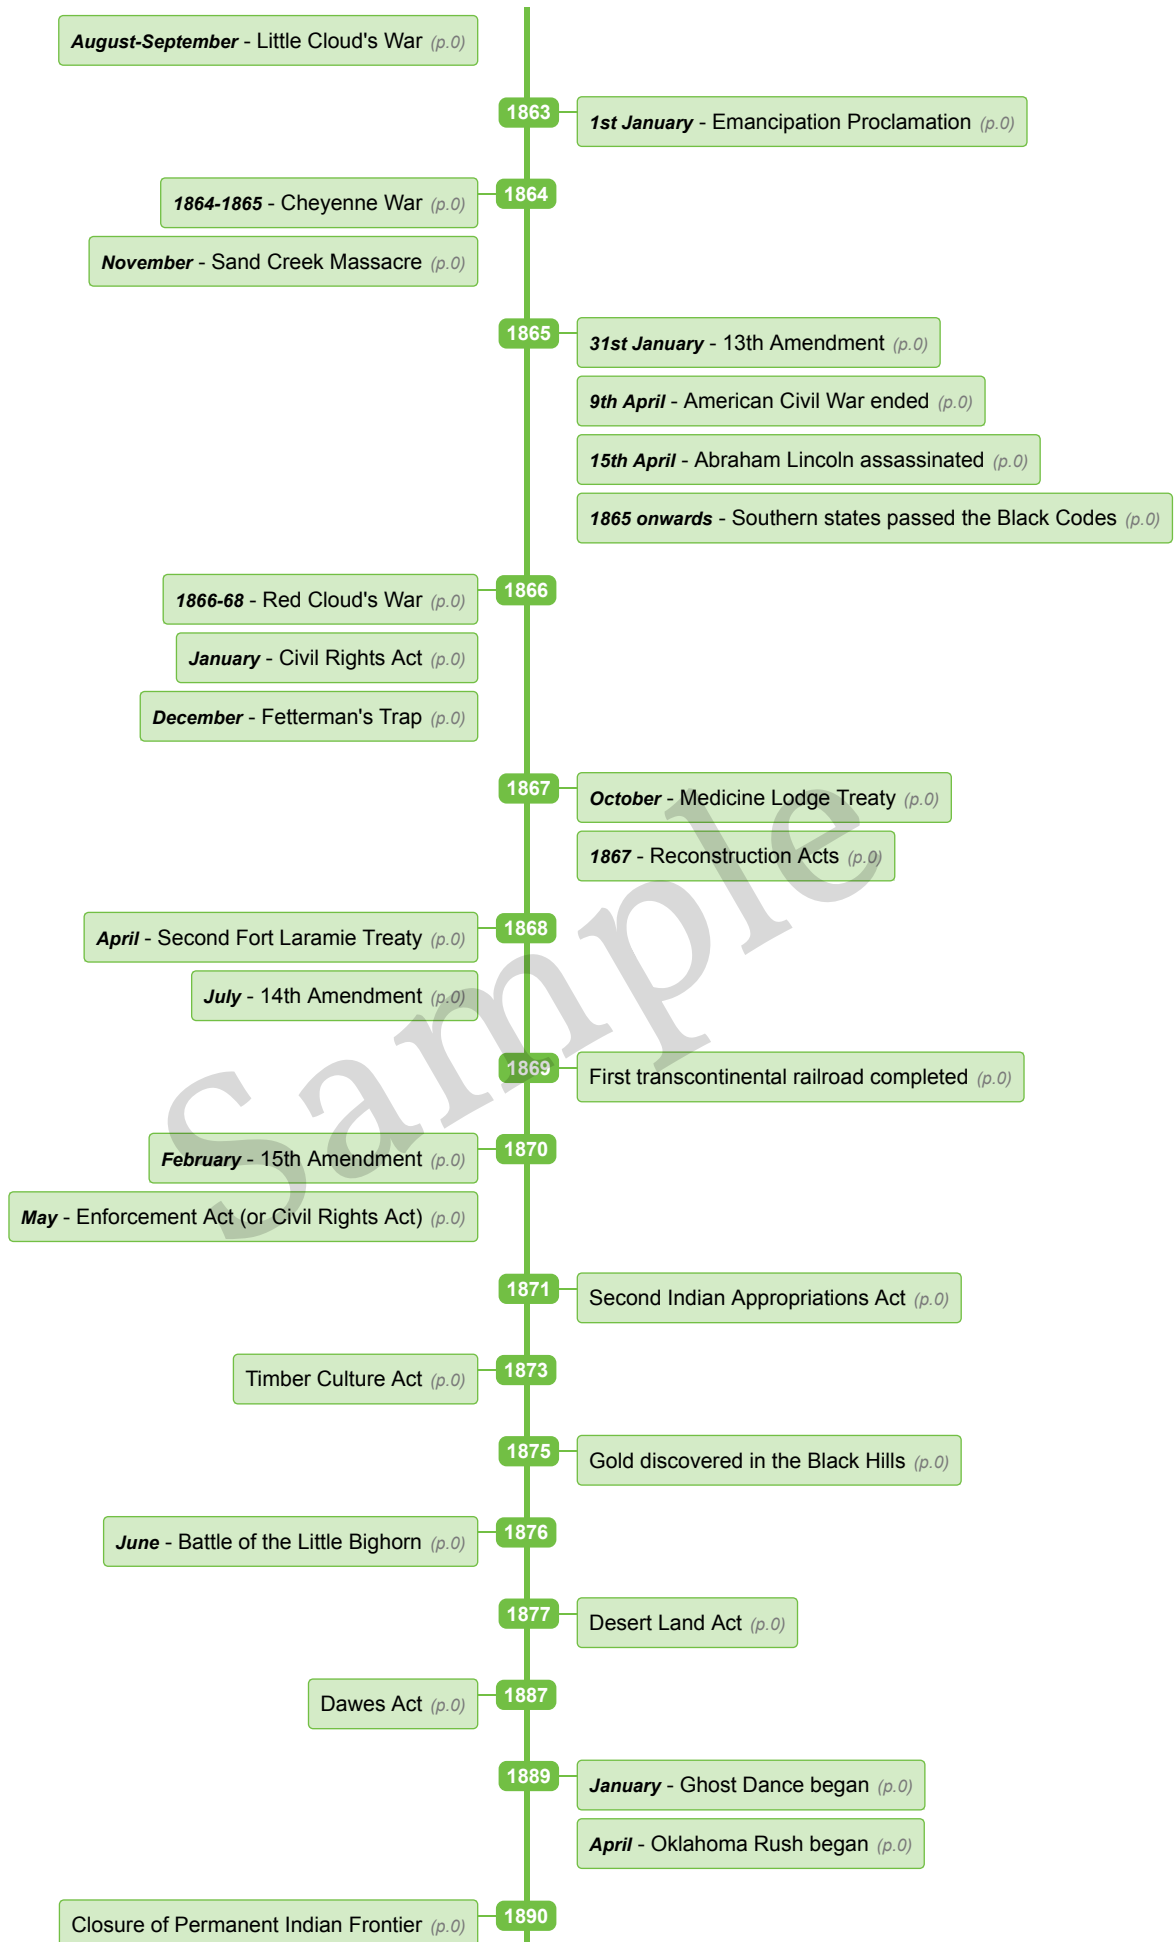 August-September - Little Cloud's War (p.0)
1863
1st January - Emancipation Proclamation (p.0)
1864
1864-1865 - Cheyenne War (p.0)
November - Sand Creek Massacre (p.0)
1865
31st January - 13th Amendment (p.0)
9th April - American Civil War ended (p.0)
15th April - Abraham Lincoln assassinated (p.0)
1865 onwards - Southern states passed the Black Codes (p.0)
1866
1866-68 - Red Cloud's War (p.0)
January - Civil Rights Act (p.0)
December - Fetterman's Trap (p.0)
1867
October - Medicine Lodge Treaty (p.0)
1867 - Reconstruction Acts (p.0)
1868
April - Second Fort Laramie Treaty (p.0)
July - 14th Amendment (p.0)
1869
First transcontinental railroad completed (p.0)
1870
February - 15th Amendment (p.0)
May - Enforcement Act (or Civil Rights Act) (p.0)
1871
Second Indian Appropriations Act (p.0)
1873
Timber Culture Act (p.0)
1875
Gold discovered in the Black Hills (p.0)
1876
June - Battle of the Little Bighorn (p.0)
1877
Desert Land Act (p.0)
1887
Dawes Act (p.0)
1889
January - Ghost Dance began (p.0)
April - Oklahoma Rush began (p.0)
1890
Closure of Permanent Indian Frontier (p.0)
Sample